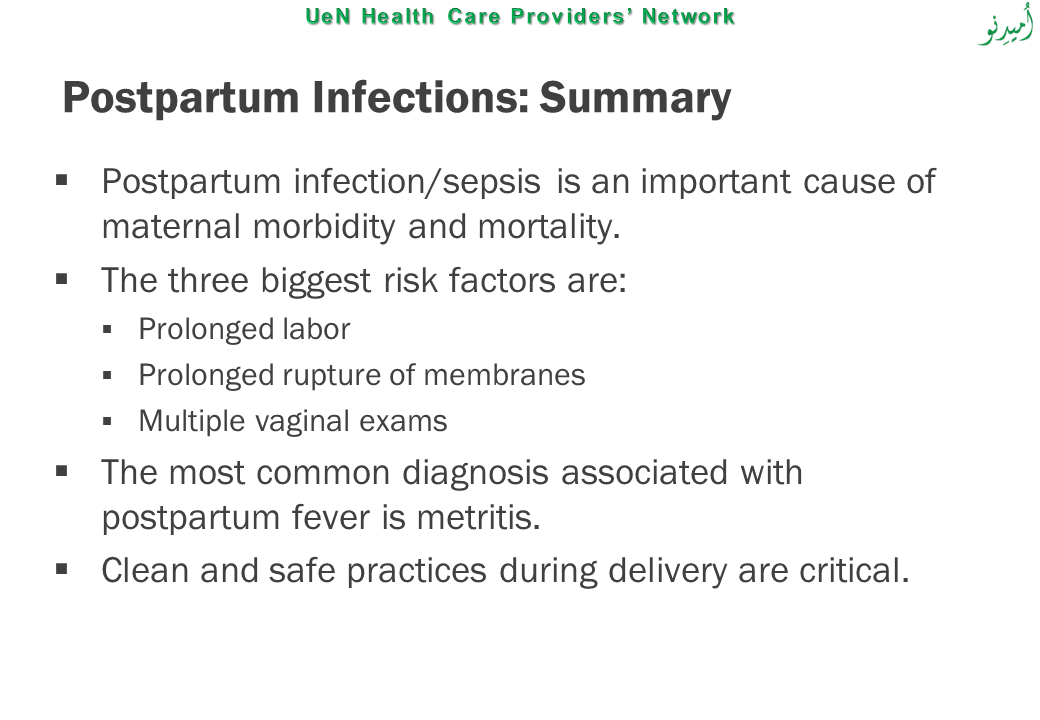 UeN Health Care Providers’ Network
اُمیدِنو
Postpartum Infections: Summary
▪ Postpartum infection/sepsis is an important cause of
maternal morbidity and mortality.
▪ The three biggest risk factors are:
▪ Prolonged labor
▪ Prolonged rupture of membranes
▪ Multiple vaginal exams
▪ The most common diagnosis associated with
postpartum fever is metritis.
▪ Clean and safe practices during delivery are critical.